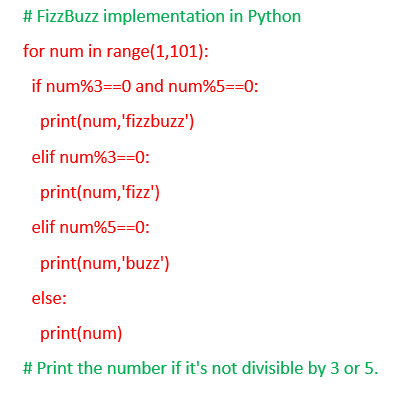 # FizzBuzz implementation in Python
for num in range(1,101):
  if num%3==0 and num%5==0:
    print(num,'fizzbuzz')
  elif num%3==0:
    print(num,'fizz')
  elif num%5==0:
    print(num,'buzz')
  else:
    print(num)
# Print the number if it's not divisible by 3 or 5.